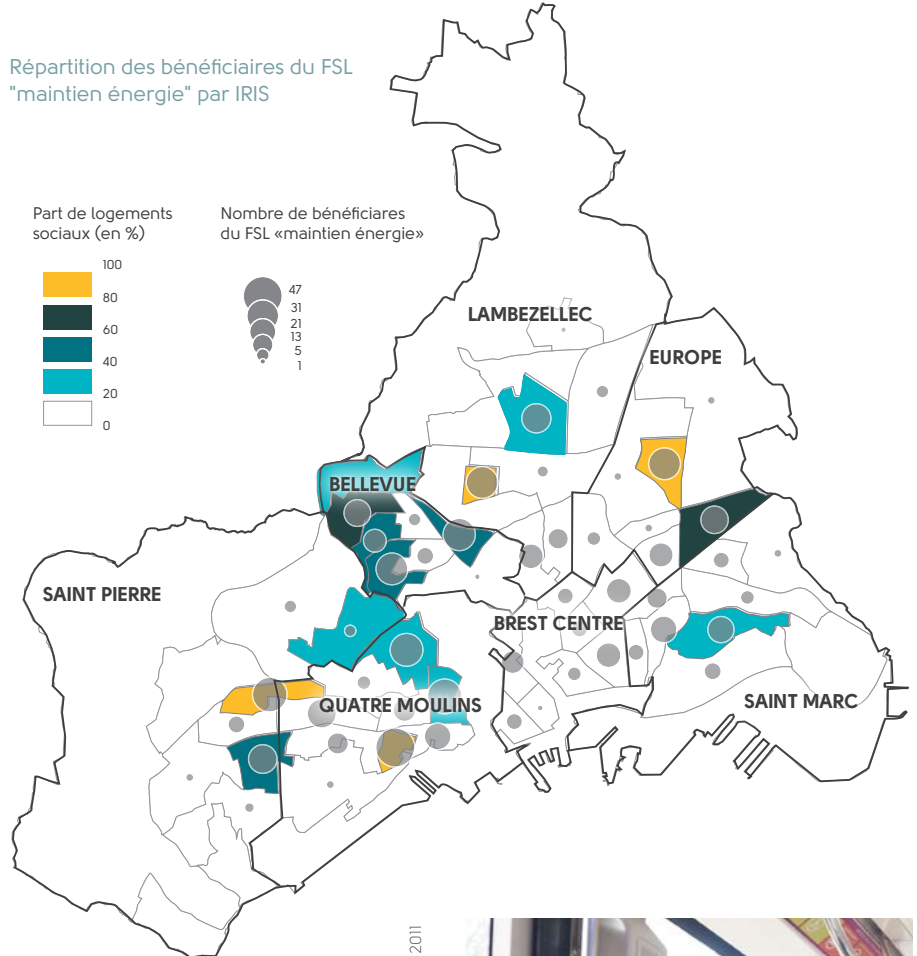 Répartition des bénéficiaires du FSL
"maintien énergie" par IRIS
Part de logements
sociaux (en %)
100
80
60
40
20
0
Nombre de bénéficiares
du FSL «maintien énergie»
47
31
21
13
5
1
LAMBEZELLEC
EUROPE
BELLEVUE
SAINT PIERRE
BREST CENTRE
QUATRE MOULINS
SAINT MARC
2011